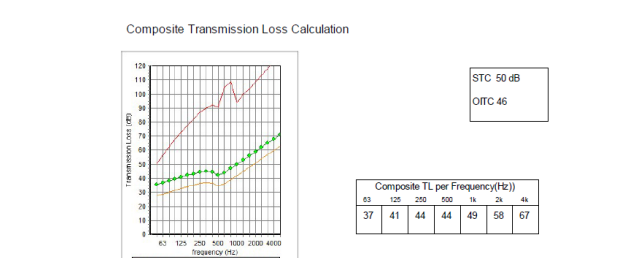 Composite Transmission Loss Calculation
120
110
100
90
80
70
60
50
40
30
20
10
0
Transmission Loss (dB)
63 125 250 500 1000 2000 4000
frequency (Hz)
STC 50 dB
OITC 46
Composite TL per Frequency(Hz))
63 125 250 500 1k 2k 4k
37 41 44 44 49 58 67